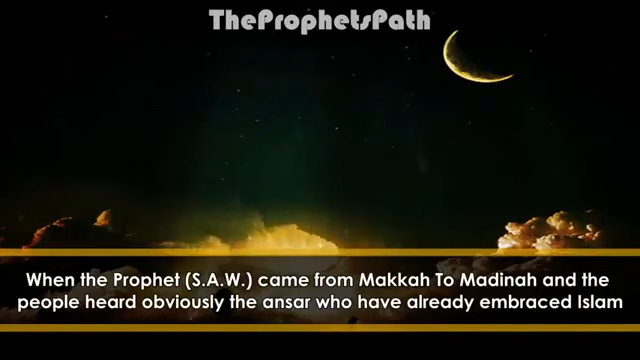 TheProphetsPath
When the Prophet (S.A.W.) came from Makkah To Madinah and the
people heard obviously the ansar who have already embraced Islam